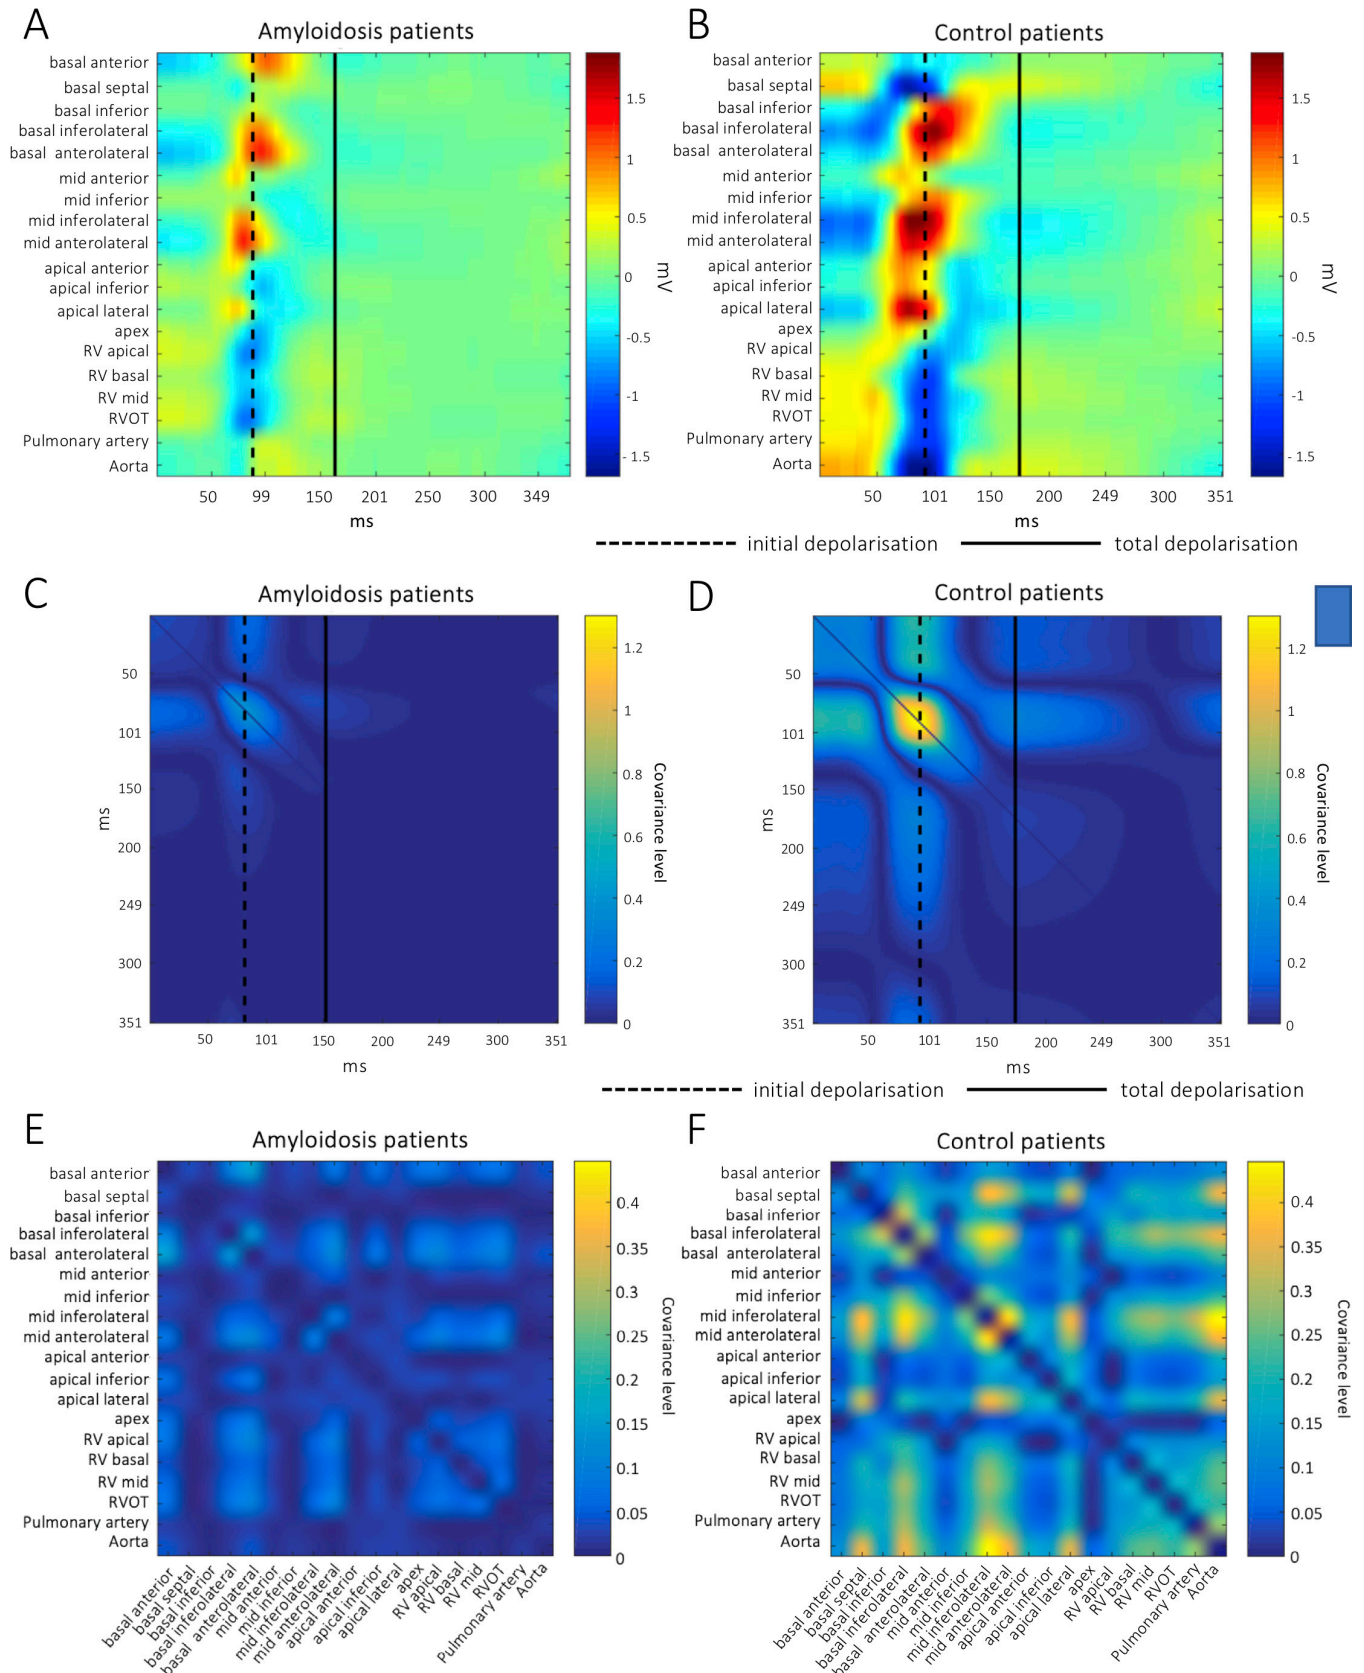 A
Amyloidosis patients
basal anterior
basal septal
basal inferior
basal inferolateral
basal anterolateral
mid anterior
mid inferior
mid inferolateral
mid anterolateral
apical anterior
apical inferior
apical lateral
apex
RV apical
RV basal
RV mid
RVOT
Pulmonary artery
Aorta
50 99 150 201 250 300 349
ms
1.5
1
0.5
0
-0.5
-1
- 1.5
mV
B
Control patients
basal anterior
basal septal
basal inferior
basal inferolateral
basal anterolateral
mid anterior
mid inferior
mid inferolateral
mid anterolateral
apical anterior
apical inferior
apical lateral
apex
RV apical
RV basal
RV mid
RVOT
Pulmonary artery
Aorta
50 101 150 200 249 300 351
ms
1.5
1
0.5
0
-0.5
-1
- 1.5
mV
initial depolarisation total depolarisation
C
Amyloidosis patients
50
101
150
200
249
300
351
ms
50 101 150 200 249 300 351
ms
1.2
1
0.8
0.6
0.4
0.2
0
Covariance level
D
Control patients
50
101
150
200
249
300
351
ms
50 101 150 200 249 300 351
ms
1.2
1
0.8
0.6
0.4
0.2
0
Covariance level
initial depolarisation total depolarisation
E
Amyloidosis patients
basal anterior
basal septal
basal inferior
basal inferolateral
basal anterolateral
mid anterior
mid inferior
mid inferolateral
mid anterolateral
apical anterior
apical inferior
apical lateral
apex
RV apical
RV basal
RV mid
RVOT
Pulmonary artery
Aorta
basal anterior
basal septal
basal inferior
basal inferolateral
basal anterolateral
mid anterior
mid inferior
mid inferolateral
mid anterolateral
apical anterior
apical inferior
apical lateral
apex
RV apical
RV basal
RV mid
RVOT
Pulmonary artery
Aorta
0.4
0.35
0.3
0.25
0.2
0.15
0.1
0.05
0
Covariance level
F
Control patients
basal anterior
basal septal
basal inferior
basal inferolateral
basal anterolateral
mid anterior
mid inferior
mid inferolateral
mid anterolateral
apical anterior
apical inferior
apical lateral
apex
RV apical
RV basal
RV mid
RVOT
Pulmonary artery
Aorta
basal anterior
basal septal
basal inferior
basal inferolateral
basal anterolateral
mid anterior
mid inferior
mid inferolateral
mid anterolateral
apical anterior
apical inferior
apical lateral
apex
RV apical
RV basal
RV mid
RVOT
Pulmonary artery
Aorta
0.4
0.35
0.3
0.25
0.2
0.15
0.1
0.05
0
Covariance level